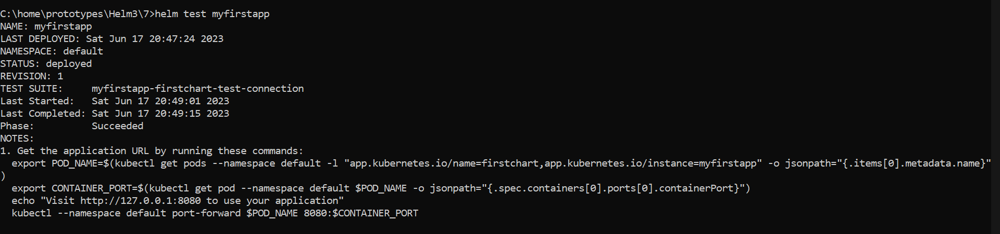 C:\home\prototypes\Helm3\7>helm test myfirstapp
NAME: myfirstapp
LAST DEPLOYED: Sat Jun 17 20:47:24 2023
NAMESPACE: default
STATUS: deployed
REVISION: 1
TEST SUITE:     myfirstapp-firstchart-test-connection
Last Started:   Sat Jun 17 20:49:01 2023
Last Completed: Sat Jun 17 20:49:15 2023
Phase:          Succeeded
NOTES:
1. Get the application URL by running these commands:
  export POD_NAME=$(kubectl get pods --namespace default -l "app.kubernetes.io/name=firstchart,app.kubernetes.io/instance=myfirstapp" -o jsonpath="{.items[0].metadata.name}"
)
  export CONTAINER_PORT=$(kubectl get pod --namespace default $POD_NAME -o jsonpath="{.spec.containers[0].ports[0].containerPort}")
  echo "Visit http://127.0.0.1:8080 to use your application"
  kubectl --namespace default port-forward $POD_NAME 8080:$CONTAINER_PORT